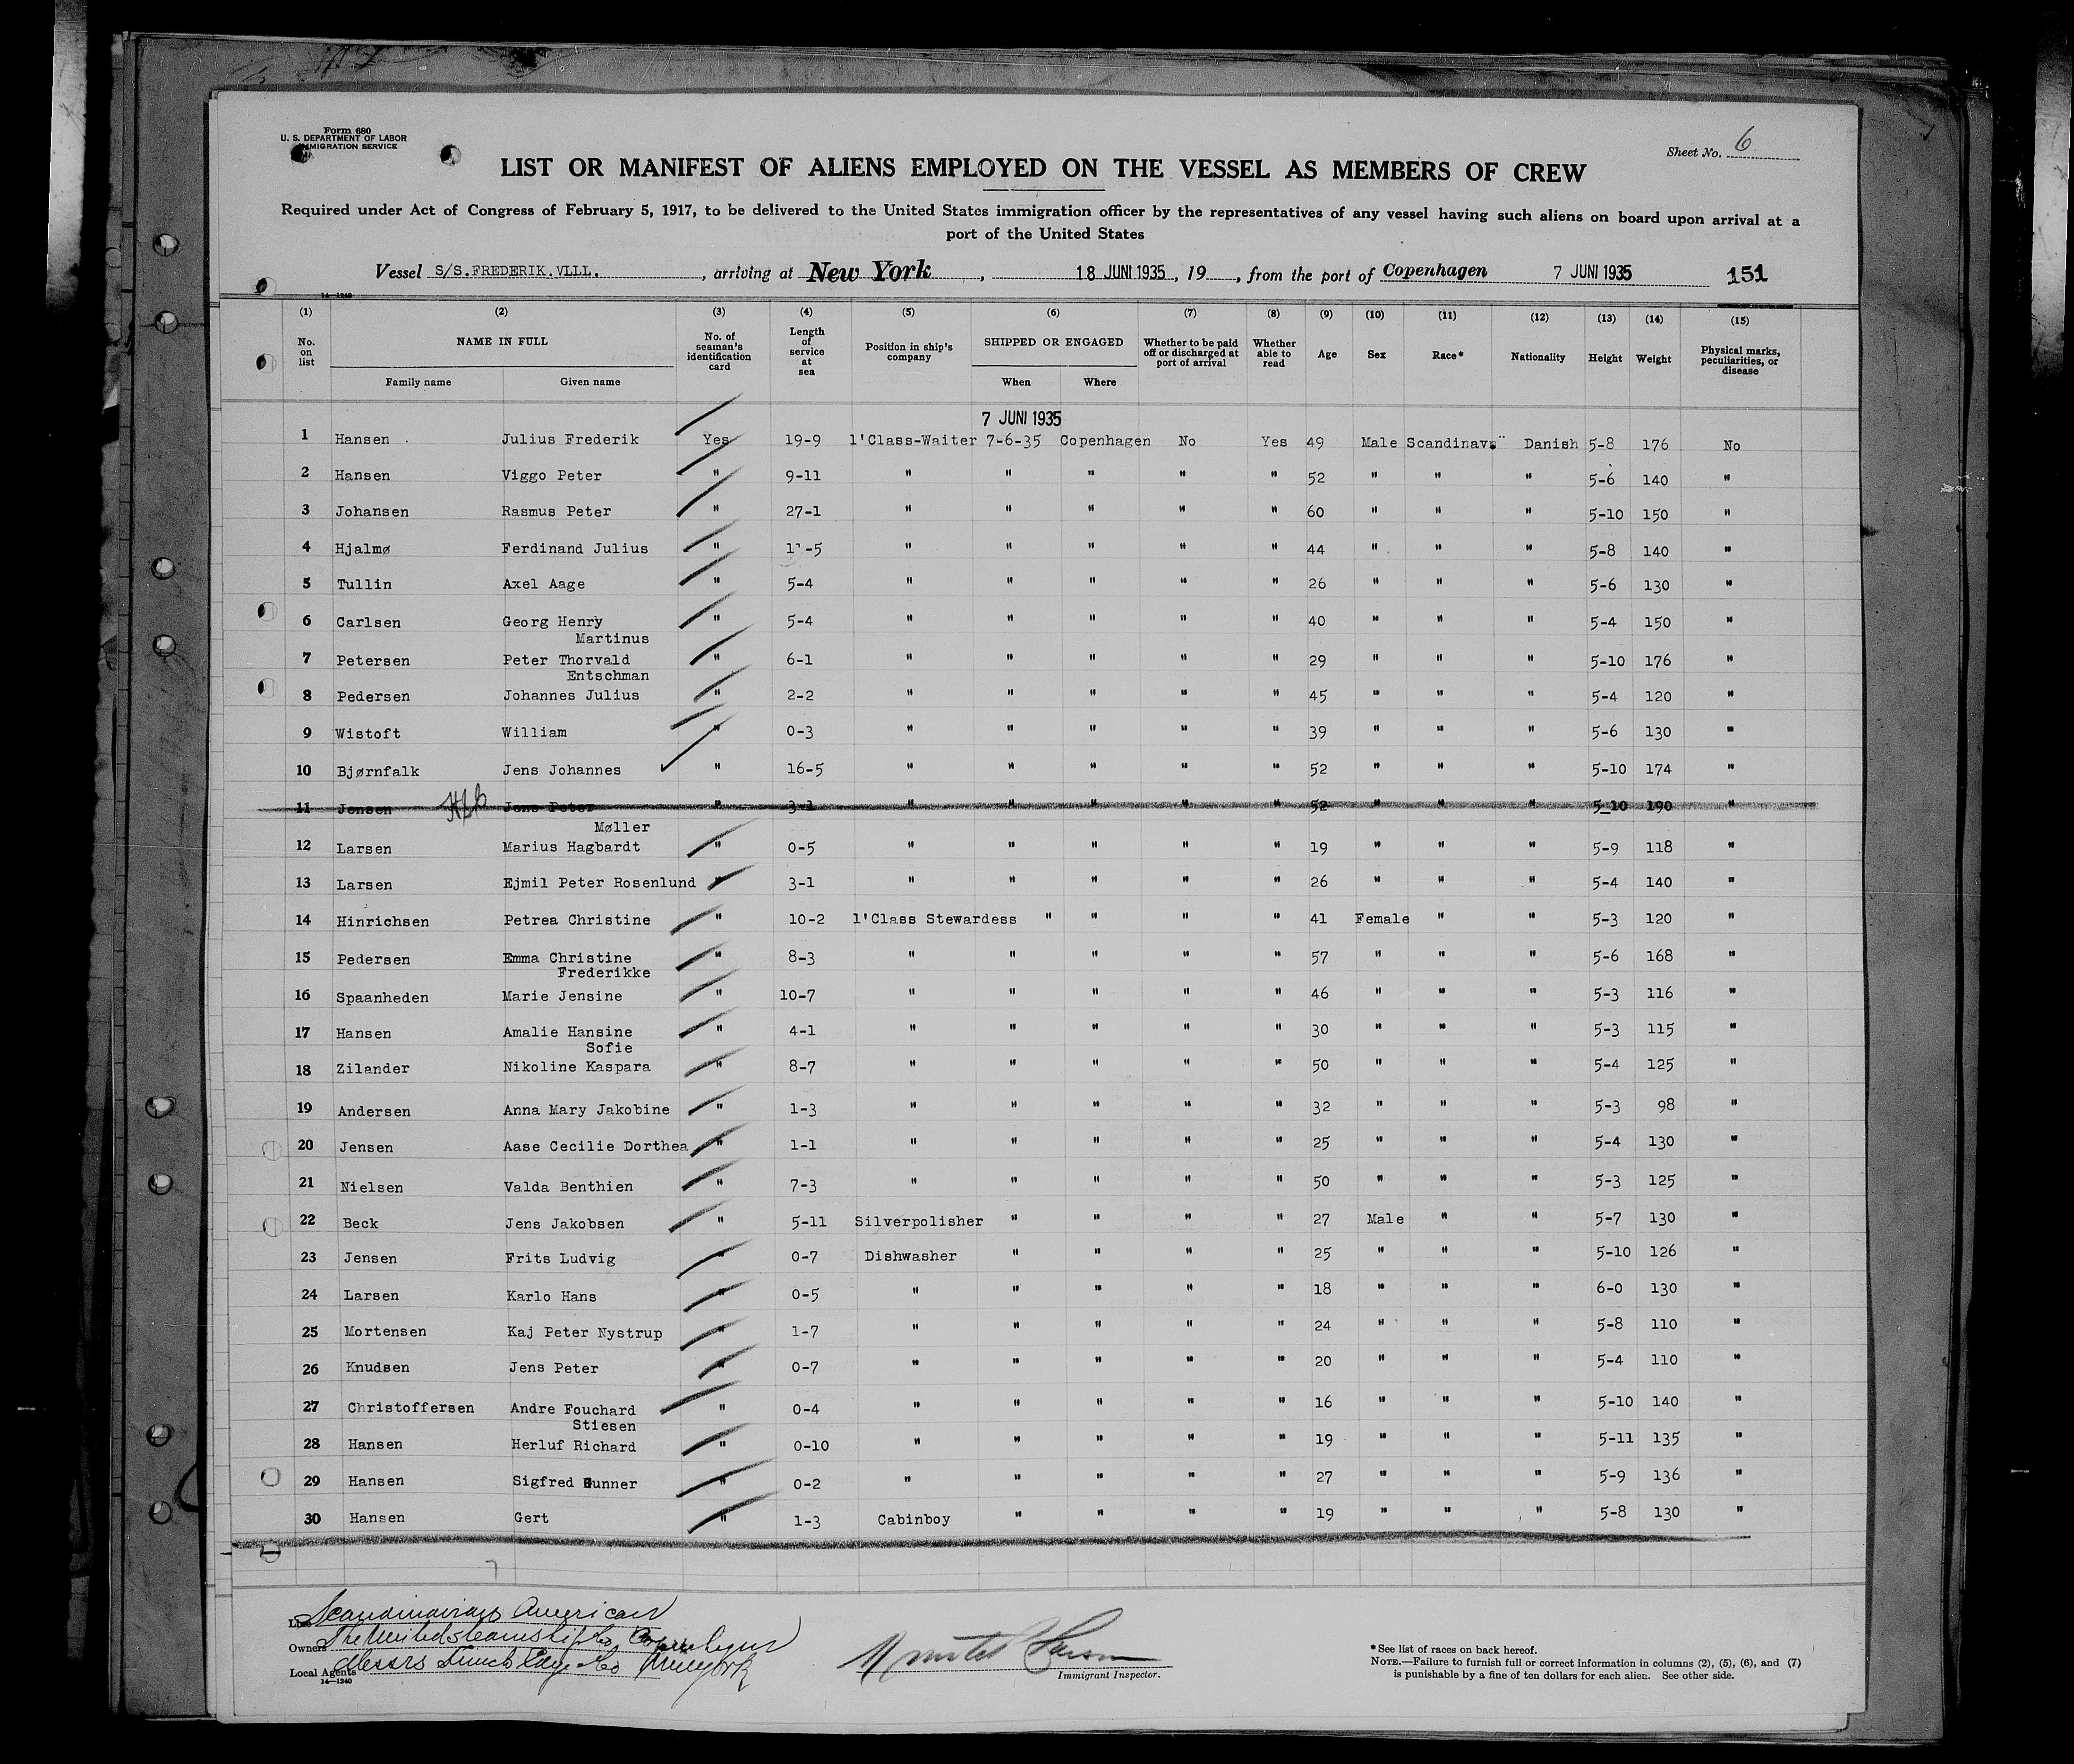 Form 680
U. S. DEPARTMENT OF LABOR
IMMIGRATION SERVICE
Sheet No. 6
LIST OR MANIFEST OF ALIENS EMPLOYED ON THE VESSEL AS MEMBERS OF CREW
Required under Act of Congress of February 5, 1917, to be delivered to the United States immigration officer by the representatives of any vessel having such aliens on board upon arrival at a
port of the United States
Vessel S/S.FREDERIK.VLLL. , arriving at New York , 18 JUNI 1935 , 19 , from the port of Copenhagen 7 JUNI 1935 151
14—1240
(1) (2) (3) (4) (5) (6) (7) (8) (9) (10) (11) (12) (13) (14) (15)
No. on list NAME IN FULL No. of seaman's identification card Length of service at sea Position in ship's company SHIPPED OR ENGAGED Whether to be paid off or discharged at port of arrival Whether able to read Age Sex Race* Nationality Height Weight Physical marks, peculiarities, or disease
Family name Given name When Where
7 JUNI 1935
1 Hansen . Julius Frederik Yes 19-9 1'Class-Waiter 7-6-35 Copenhagen No Yes 49 Male Scandinav. Danish 5-8 176 No
2 Hansen Viggo Peter " 9-11 " " " " " 52 " " " 5-6 140 "
3 Johansen Rasmus Peter " 27-1 " " " " " 60 " " " 5-10 150 "
4 Hjalmø Ferdinand Julius " " " " " " 44 " " " 5-8 140 "
5 Tullin Axel Aage " 5-4 " " " " " 26 " " " 5-6 130 "
6 Carlsen Georg Henry " 5-4 " " " " " 40 " " " 5-4 150 "
Martinus
7 Petersen Peter Thorvald " 6-1 " " " " " 29 " " " 5-10 176 "
Entschman
8 Pedersen Johannes Julius " 2-2 " " " " " 45 " " " 5-4 120 "
9 Wistoft William " 0-3 " " " " " 39 " " " 5-6 130 "
10 Bjørnfalk Jens Johannes " 16-5 " " " " " 52 " " " 5-10 174 "
11 Jensen Jens Peter " 3-1 " " " " " 52 " " " 5-10 190 "
Møller
12 Larsen Marius Hagbardt " 0-5 " " " " " 19 " " " 5-9 118 "
13 Larsen Ejmil Peter Rosenlund " 3-1 " " " " " 26 " " " 5-4 140 "
14 Hinrichsen Petrea Christine " 10-2 1'Class Stewardess " " " " 41 Female " " 5-3 120 "
15 Pedersen Emma Christine " 8-3 " " " " " 57 " " " 5-6 168 "
Frederikke
16 Spaanheden Marie Jensine " 10-7 " " " " " 46 " " " 5-3 116 "
17 Hansen Amalie Hansine " 4-1 " " " " " 30 " " " 5-3 115 "
Sofie
18 Zilander Nikoline Kaspara " 8-7 " " " " " 50 " " " 5-4 125 "
19 Andersen Anna Mary Jakobine " 1-3 " " " " " 32 " " " 5-3 98 "
20 Jensen Aase Cecilie Dorthea " 1-1 " " " " " 25 " " " 5-4 130 "
21 Nielsen Valda Benthien " 7-3 " " " " " 50 " " " 5-3 125 "
22 Beck Jens Jakobsen " 5-11 Silverpolisher " " " " 27 Male " " 5-7 130 "
23 Jensen Frits Ludvig " 0-7 Dishwasher " " " " 25 " " " 5-10 126 "
24 Larsen Karlo Hans " 0-5 " " " " " 18 " " " 6-0 130 "
25 Mortensen Kaj Peter Nystrup " 1-7 " " " " " 24 " " " 5-8 110 "
26 Knudsen Jens Peter " 0-7 " " " " " 20 " " " 5-4 110 "
27 Christoffersen Andre Fouchard " 0-4 " " " " " 16 " " " 5-10 140 "
Stiesen
28 Hansen Herluf Richard " 0-10 " " " " " 19 " " " 5-11 135 "
29 Hansen Sigfred Gunner " 0-2 " " " " " 27 " " " 5-9 136 "
30 Hansen Gert " 1-3 Cabinboy " " " " 19 " " " 5-8 130 "
Line Scandinavian American
Owners The United Steamship Co. Copenhagen
Local Agents Messrs Funch Edye & Co New York
14—1240
Immigrant Inspector.
*See list of races on back hereof.
NOTE.—Failure to furnish full or correct information in columns (2), (5), (6), and (7)
is punishable by a fine of ten dollars for each alien. See other side.